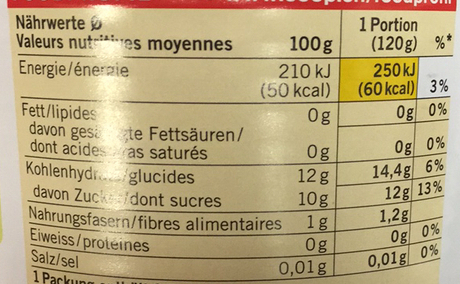 Nährwerte Ø
Valeurs nutritives moyennes 100g 1 Portion (120g) %*
Energie/énergie 210 kJ (50 kcal) 250 kJ (60 kcal) 3%
Fett/lipides 0g 0g 0%
davon gesättigte Fettsäuren/
dont acides gras saturés 0g 0g 0%
Kohlenhydrate/glucides 12g 14,4g 6%
davon Zucker/dont sucres 10g 12g 13%
Nahrungsfasern/fibres alimentaires 1g 1,2g
Eiweiss/protéines 0g 0g 0%
Salz/sel 0,01g 0,01g 0%
1 Packung